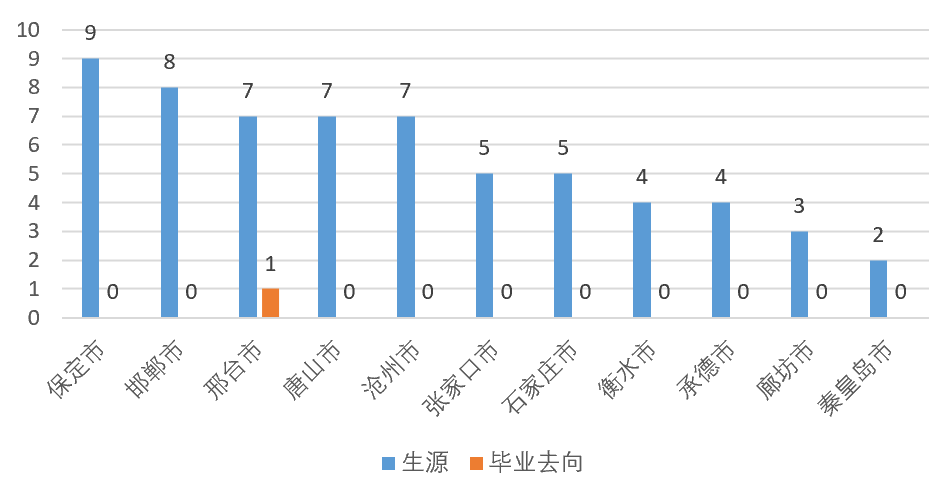 10
9
8
7
6
5
4
3
2
1
0
9 0
8 0
7 1
7 0
7 0
5 0
5 0
4 0
4 0
3 0
2 0
保定市
邯郸市
邢台市
唐山市
沧州市
张家口市
石家庄市
衡水市
承德市
廊坊市
秦皇岛市
生源 毕业去向